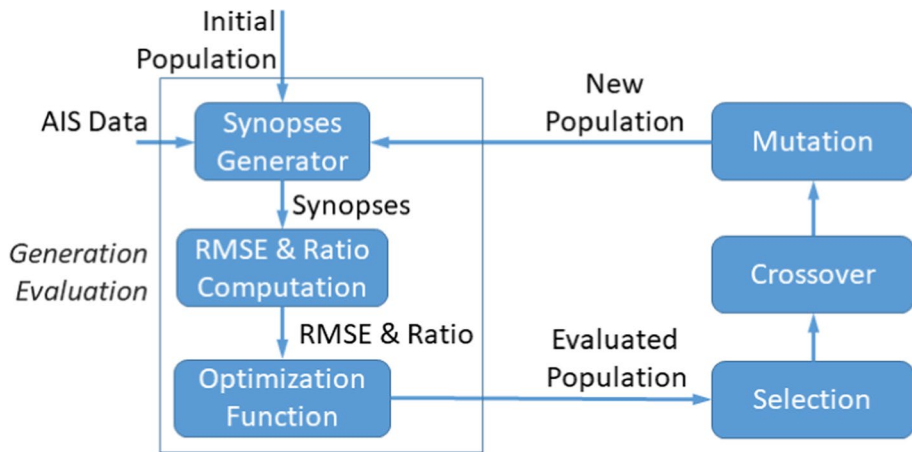 Initial
Population
AIS Data
Synopses
Generator
New
Population
Mutation
Synopses
Generation
Evaluation
RMSE & Ratio
Computation
Crossover
RMSE & Ratio
Optimization
Function
Evaluated
Population
Selection